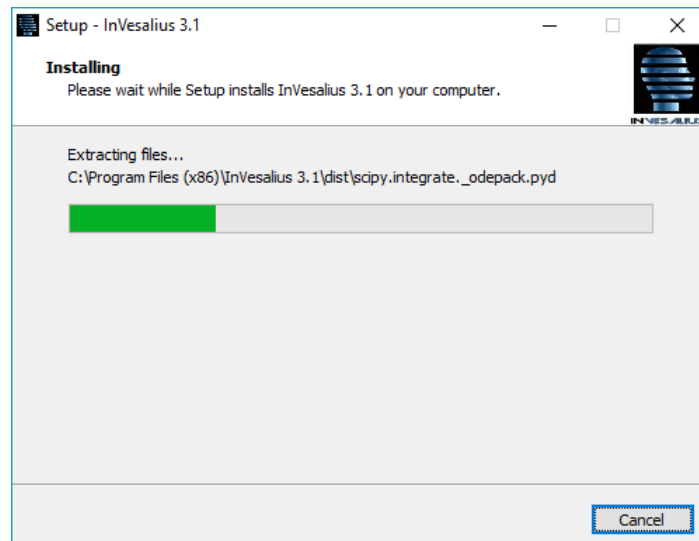 Setup - InVesalius 3.1
Installing
Please wait while Setup installs InVesalius 3.1 on your computer.
INVESALIUS
Extracting files...
C:\Program Files (x86)\InVesalius 3.1\dist\scipy.integrate._odepack.pyd
Cancel